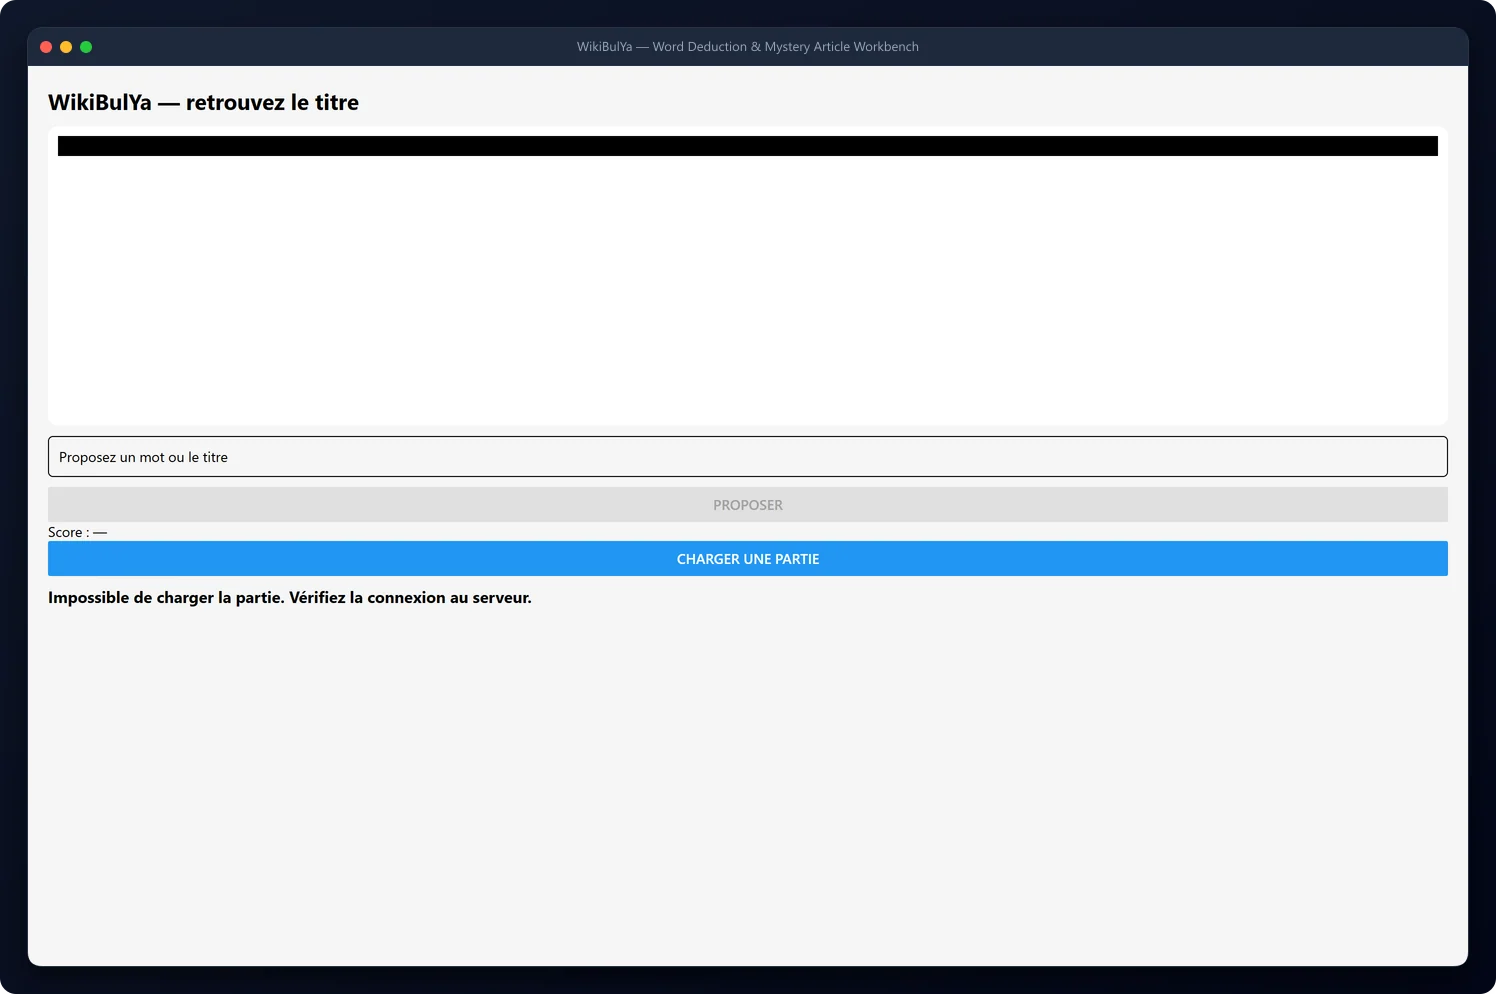 WikiBulYa — Word Deduction & Mystery Article Workbench
WikiBulYa — retrouvez le titre
Proposez un mot ou le titre
PROPOSER
Score : —
CHARGER UNE PARTIE
Impossible de charger la partie. Vérifiez la connexion au serveur.